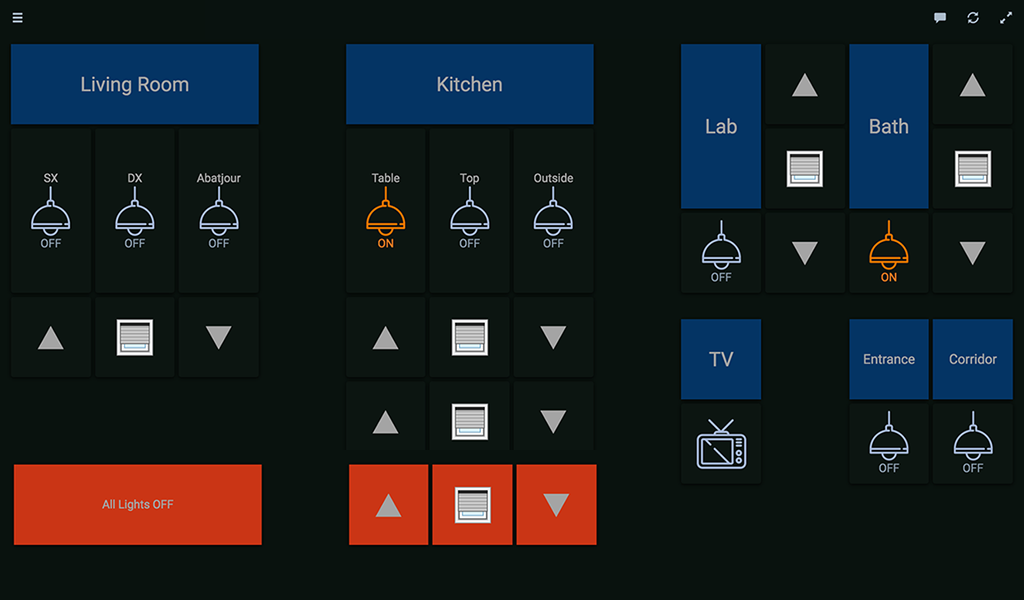 Living Room
SX
OFF
DX
OFF
Abatjour
OFF
All Lights OFF
Kitchen
Table
ON
Top
OFF
Outside
OFF
Lab
OFF
Bath
ON
TV
Entrance
OFF
Corridor
OFF